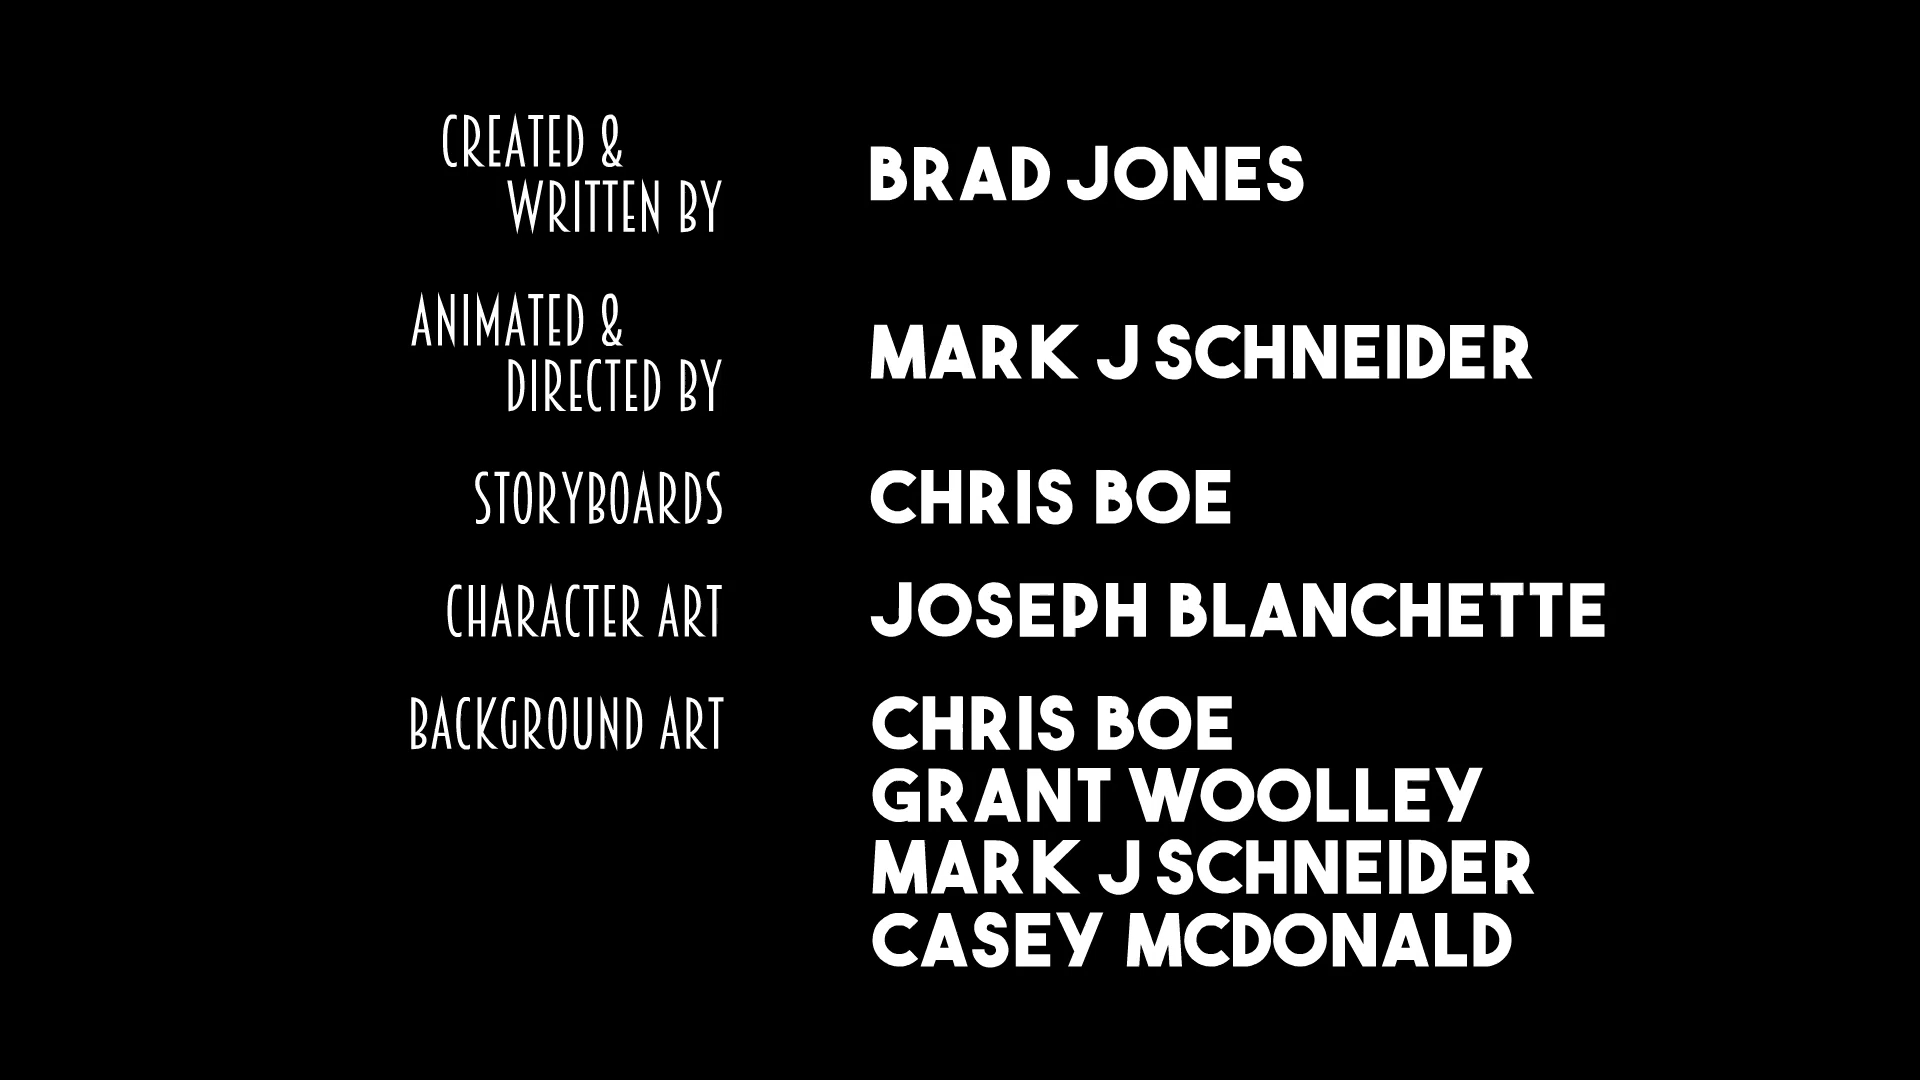 CREATED &
WRITTEN BY
BRAD JONES
ANIMATED &
DIRECTED BY
MARK J SCHNEIDER
STORYBOARDS
CHRIS BOE
CHARACTER ART
JOSEPH BLANCHETTE
BACKGROUND ART
CHRIS BOE
GRANT WOOLLEY
MARK J SCHNEIDER
CASEY MCDONALD